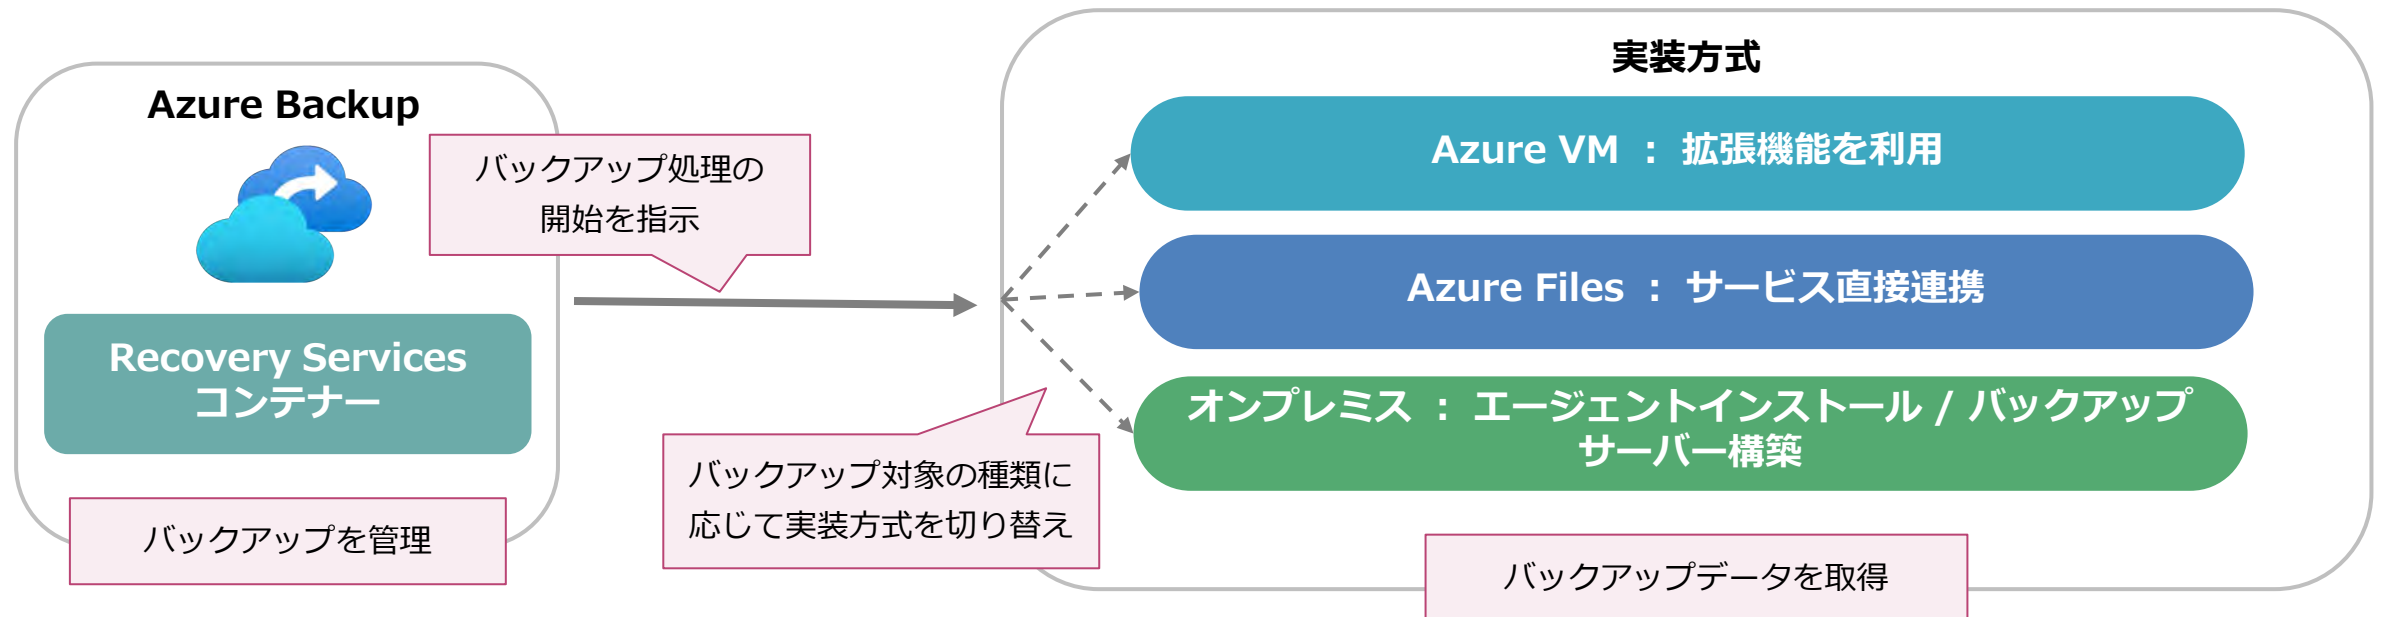 Azure Backup
Recovery Services
コンテナー
バックアップを管理
バックアップ処理の
開始を指示
バックアップ対象の種類に
応じて実装方式を切り替え
実装方式
Azure VM ： 拡張機能を利用
Azure Files ： サービス直接連携
オンプレミス ： エージェントインストール / バックアップ
サーバー構築
バックアップデータを取得